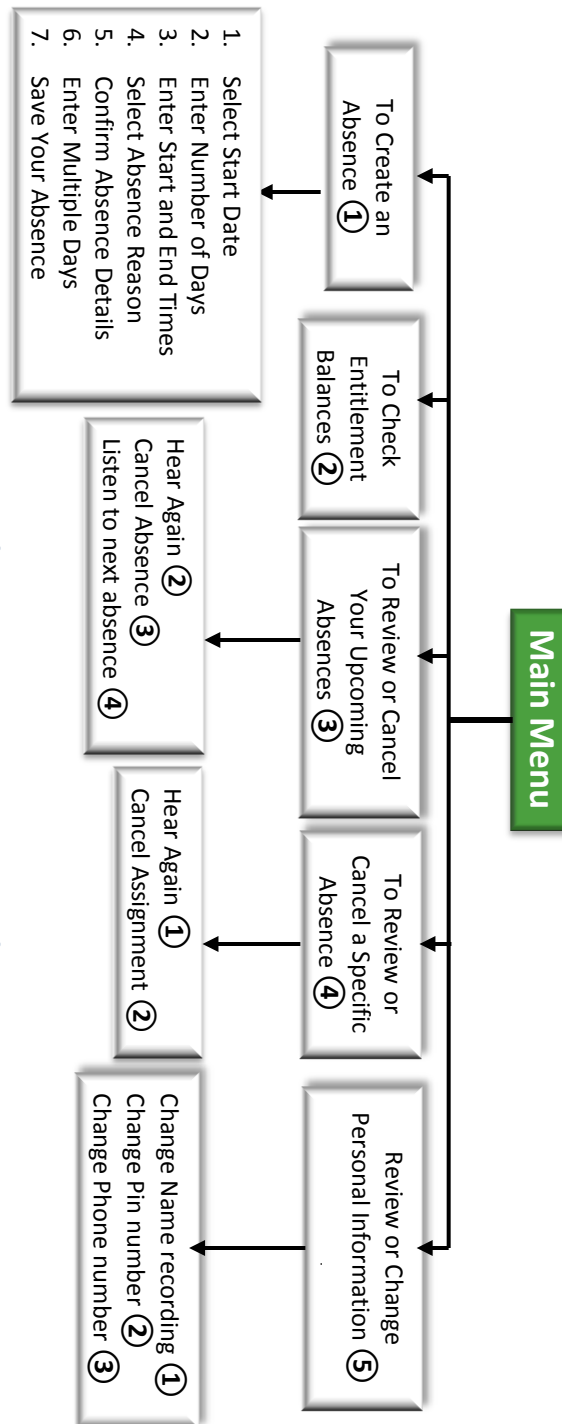 Main Menu
To Create an
Absence ①
To Check
Entitlement
Balances ②
To Review or Cancel
Your Upcoming
Absences ③
To Review or
Cancel a Specific
Absence ④
Review or Change
Personal Information ⑤
1. Select Start Date
2. Enter Number of Days
3. Enter Start and End Times
4. Select Absence Reason
5. Confirm Absence Details
6. Enter Multiple Days
7. Save Your Absence
Hear Again ②
Cancel Absence ③
Listen to next absence ④
Hear Again ①
Cancel Assignment ②
Change Name recording ①
Change Pin number ②
Change Phone number ③